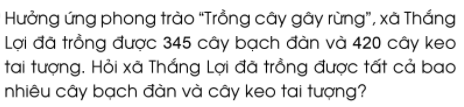 Hưởng ứng phong trào “Trồng cây gây rừng”, xã Thắng
Lợi đã trồng được 345 cây bạch đàn và 420 cây keo
tai tượng. Hỏi xã Thắng Lợi đã trồng được tất cả bao
nhiêu cây bạch đàn và cây keo tai tượng?